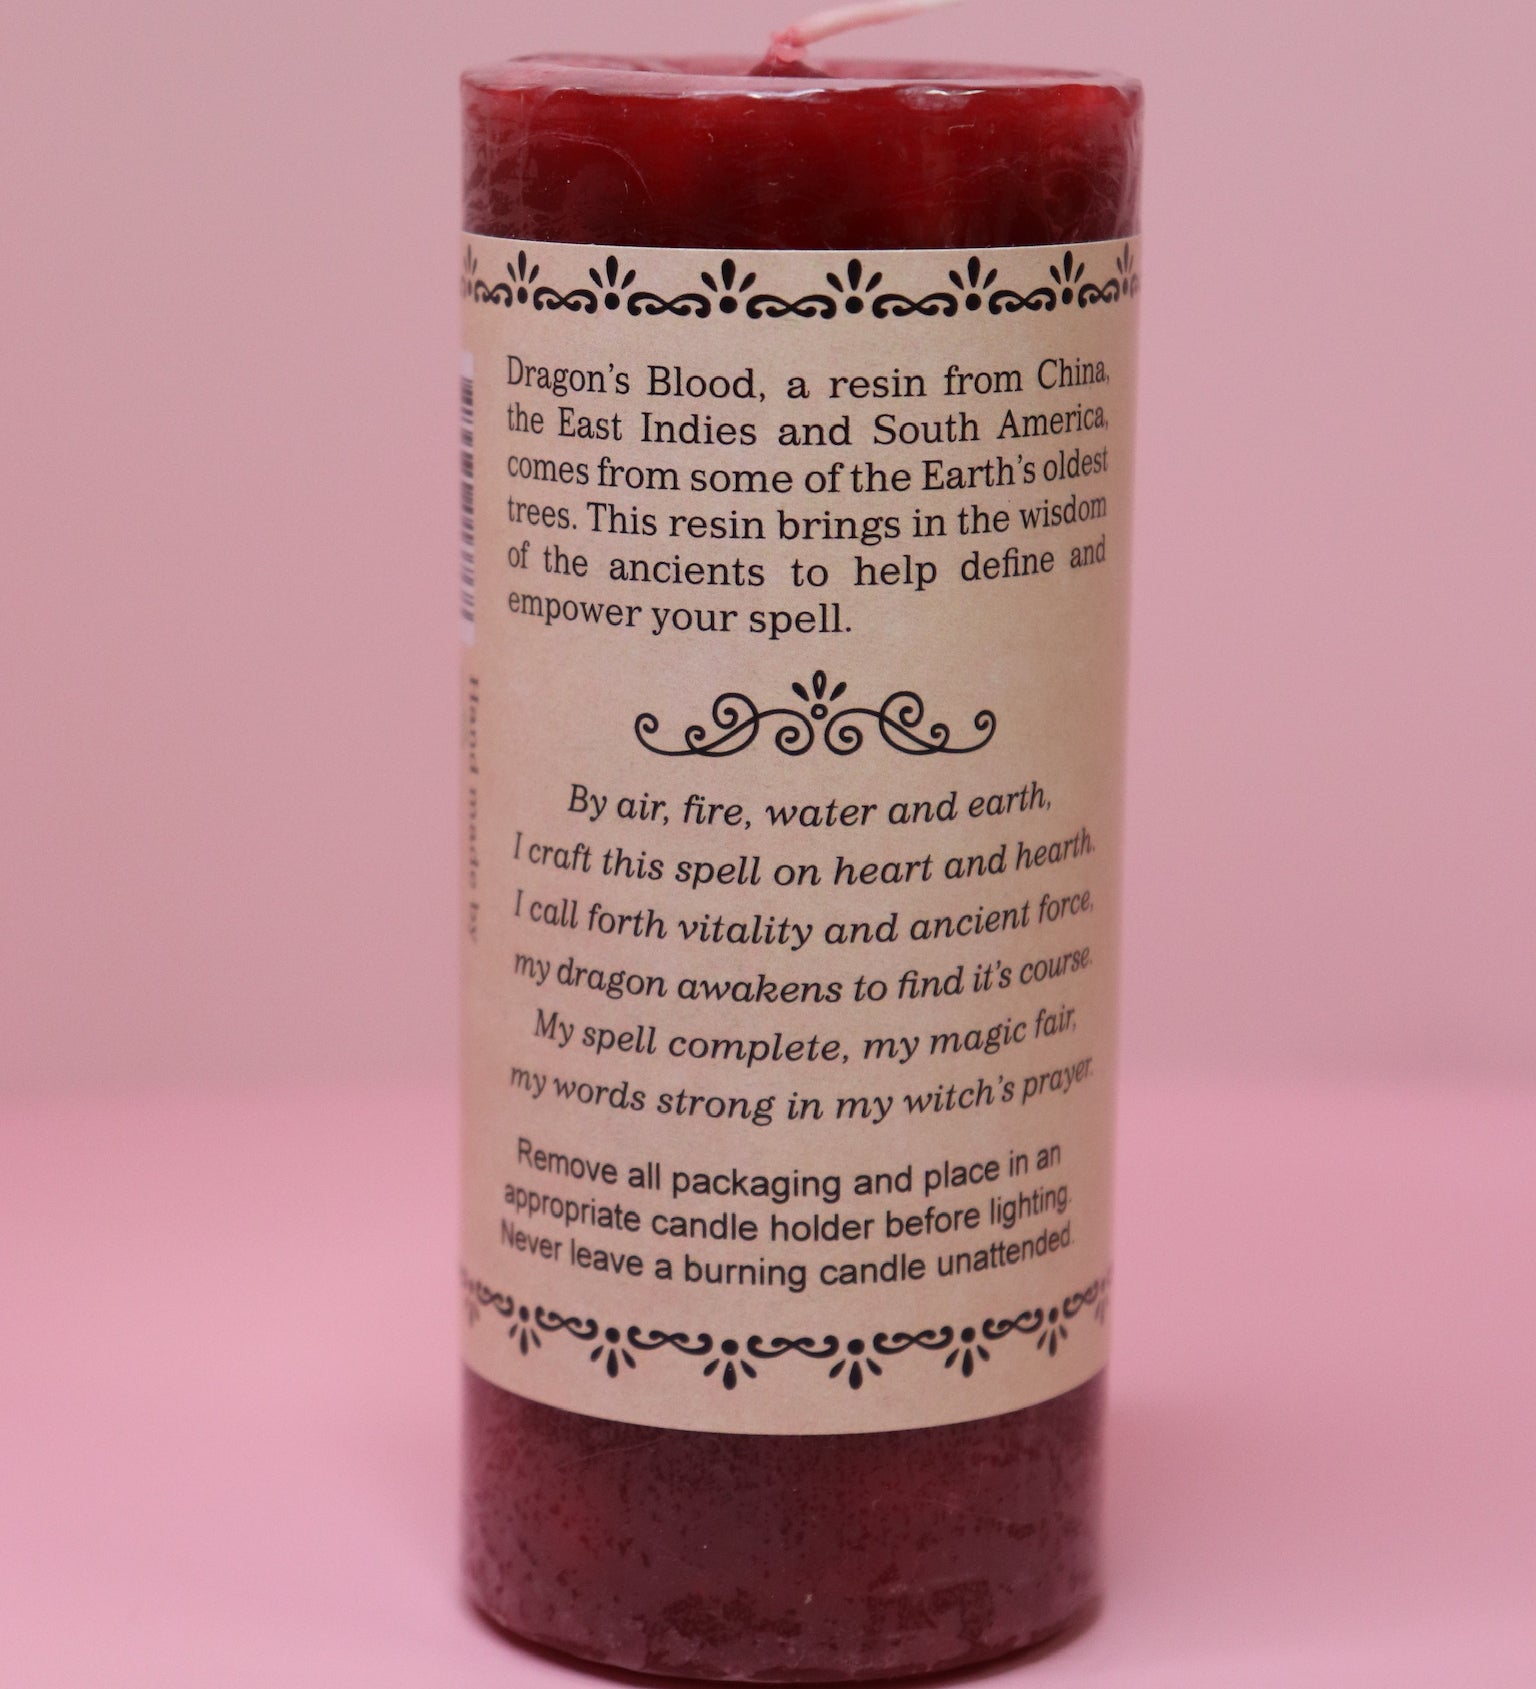 Dragon's Blood, a resin from China,
the East Indies and South America,
comes from some of the Earth's oldest
trees. This resin brings in the wisdom
of the ancients to help define and
empower your spell.
By air, fire, water and earth,
I craft this spell on heart and hearth.
I call forth vitality and ancient force,
my dragon awakens to find it's course.
My spell complete, my magic fair,
my words strong in my witch's prayer.
Remove all packaging and place in an
appropriate candle holder before lighting.
Never leave a burning candle unattended.
Hand made by